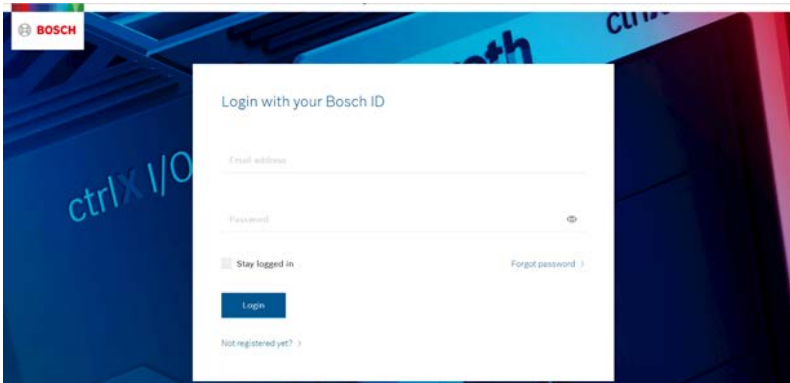 BOSCH
Login with your Bosch ID
Email address
ctrlX I/O
Password
Stay logged in
Forgot password
Login
Not registered yet?